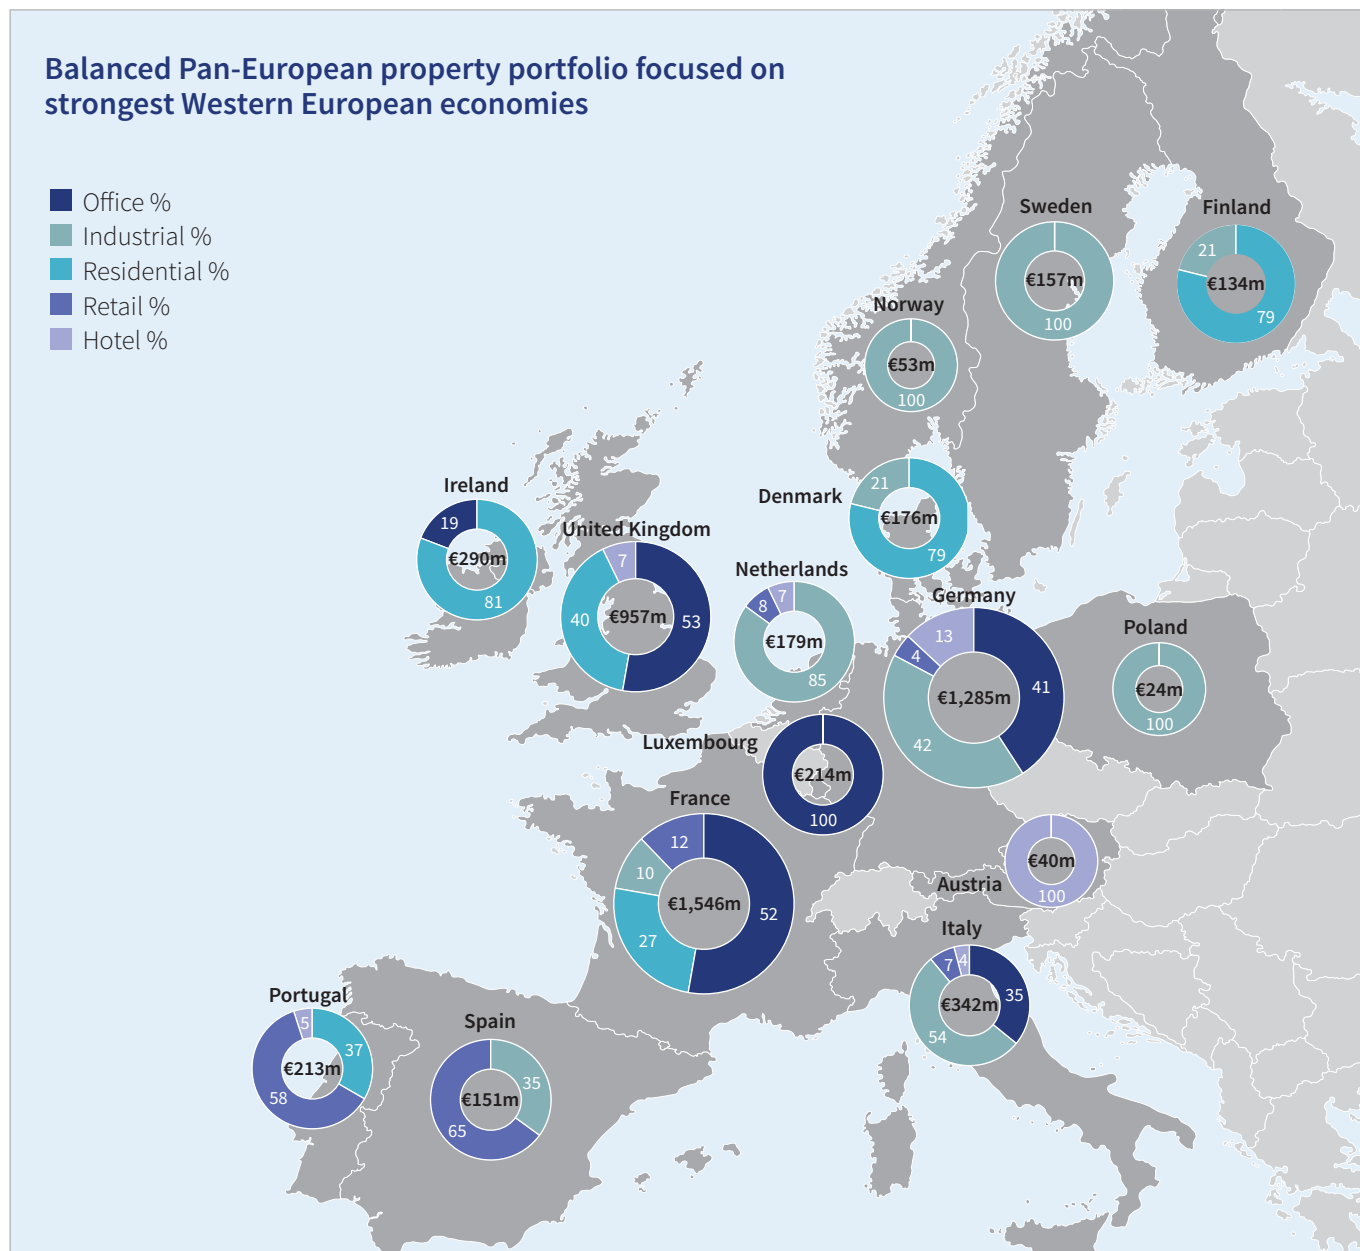 Balanced Pan-European property portfolio focused on
strongest Western European economies
Office %
Industrial %
Residential %
Retail %
Hotel %
Sweden
€157m
100
Finland
21
€134m
79
Norway
€53m
100
Denmark
21
€176m
79
Ireland
19
€290m
81
United Kingdom
7
40
€957m
53
Netherlands
8
7
€179m
85
Germany
13
4
€1,285m
41
42
Poland
€24m
100
Luxembourg
€214m
100
France
12
10
€1,546m
52
27
Austria
€40m
100
Italy
7
4
€342m
35
54
Portugal
5
37
€213m
58
Spain
35
€151m
65